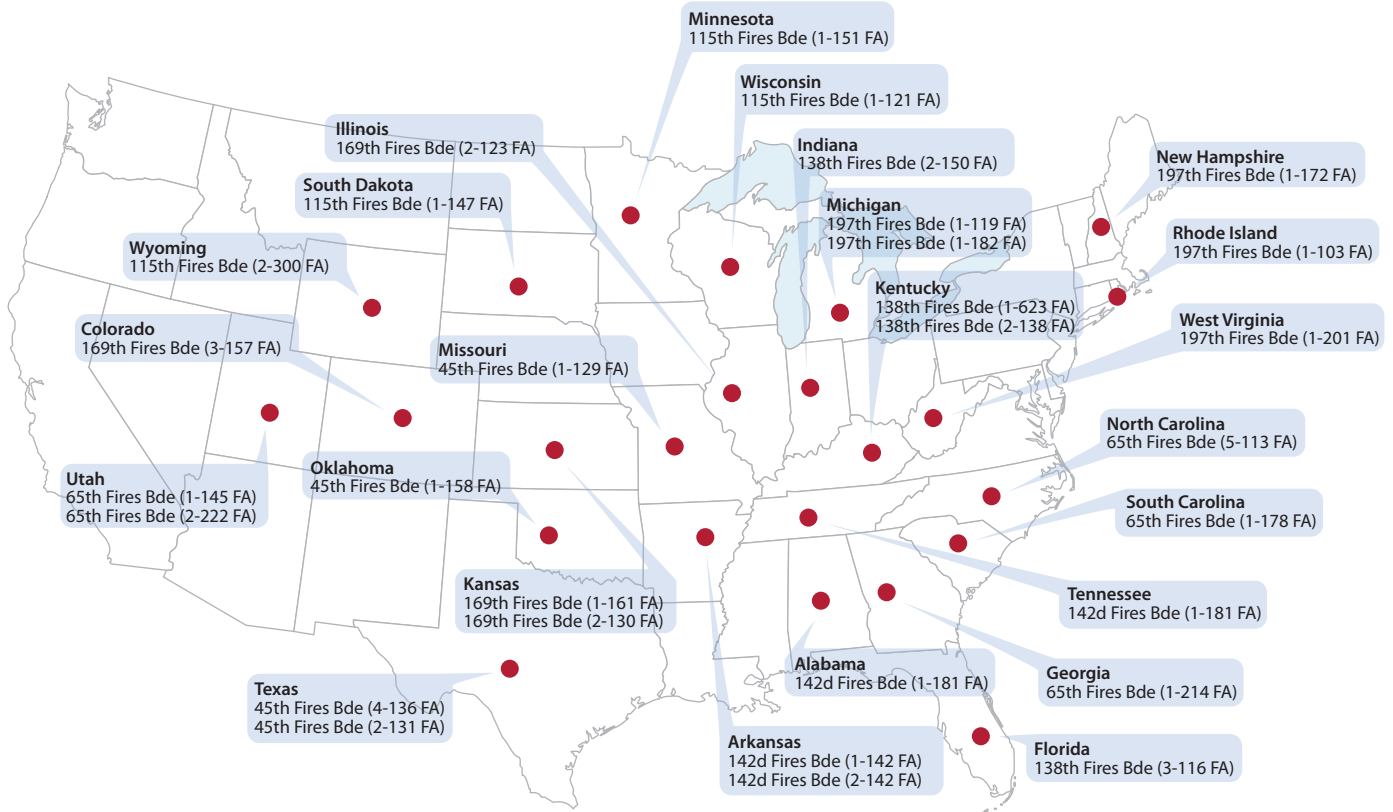 Minnesota
115th Fires Bde (1-151 FA)
Wisconsin
115th Fires Bde (1-121 FA)
Illinois
169th Fires Bde (2-123 FA)
Indiana
138th Fires Bde (2-150 FA)
New Hampshire
197th Fires Bde (1-172 FA)
South Dakota
115th Fires Bde (1-147 FA)
Michigan
197th Fires Bde (1-119 FA)
197th Fires Bde (1-182 FA)
Rhode Island
197th Fires Bde (1-103 FA)
Wyoming
115th Fires Bde (2-300 FA)
Kentucky
138th Fires Bde (1-623 FA)
138th Fires Bde (2-138 FA)
West Virginia
197th Fires Bde (1-201 FA)
Colorado
169th Fires Bde (3-157 FA)
Missouri
45th Fires Bde (1-129 FA)
North Carolina
65th Fires Bde (5-113 FA)
Utah
65th Fires Bde (1-145 FA)
65th Fires Bde (2-222 FA)
Oklahoma
45th Fires Bde (1-158 FA)
South Carolina
65th Fires Bde (1-178 FA)
Kansas
169th Fires Bde (1-161 FA)
169th Fires Bde (2-130 FA)
Tennessee
142d Fires Bde (1-181 FA)
Alabama
142d Fires Bde (1-181 FA)
Georgia
65th Fires Bde (1-214 FA)
Texas
45th Fires Bde (4-136 FA)
45th Fires Bde (2-131 FA)
Arkansas
142d Fires Bde (1-142 FA)
142d Fires Bde (2-142 FA)
Florida
138th Fires Bde (3-116 FA)